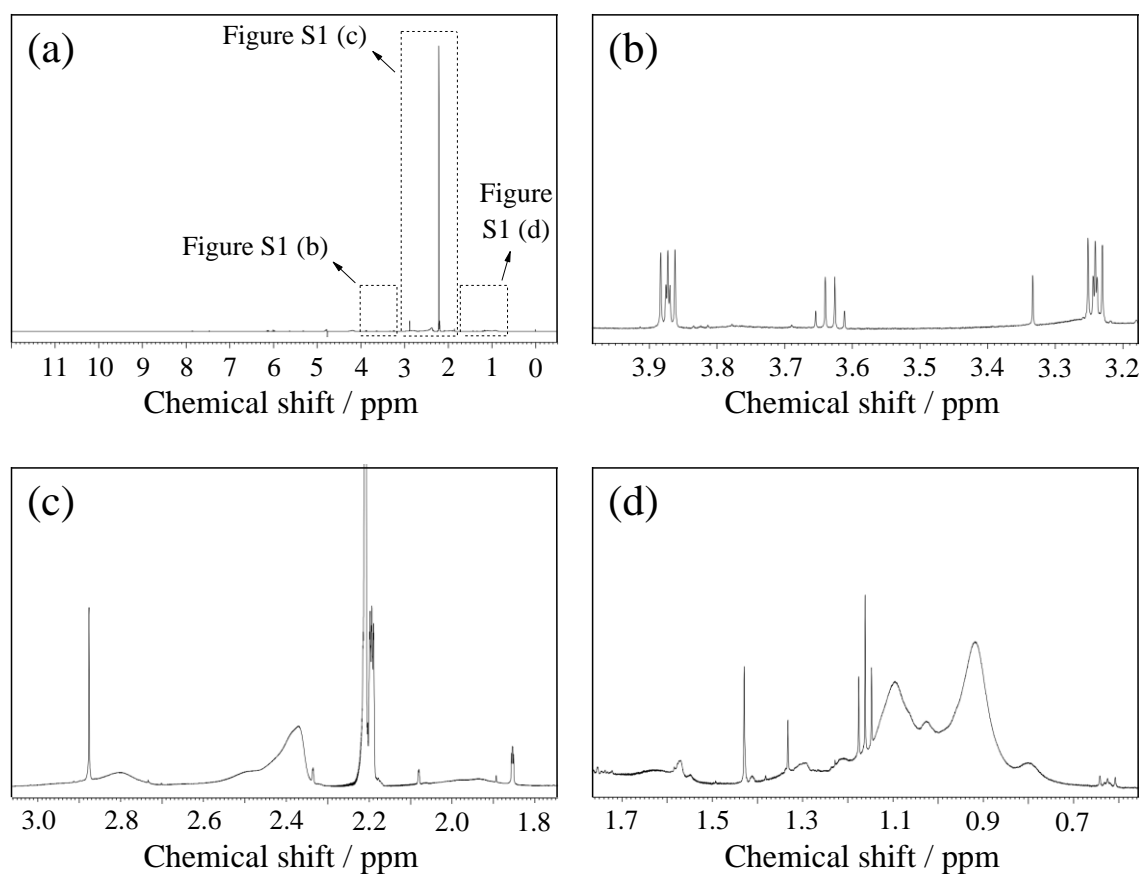 (a)
Figure S1 (c)
Figure
S1 (d)
Figure S1 (b)
11 10 9 8 7 6 5 4 3 2 1 0
Chemical shift / ppm
(b)
3.9 3.8 3.7 3.6 3.5 3.4 3.3 3.2
Chemical shift / ppm
(c)
3.0 2.8 2.6 2.4 2.2 2.0 1.8
Chemical shift / ppm
(d)
1.7 1.5 1.3 1.1 0.9 0.7
Chemical shift / ppm